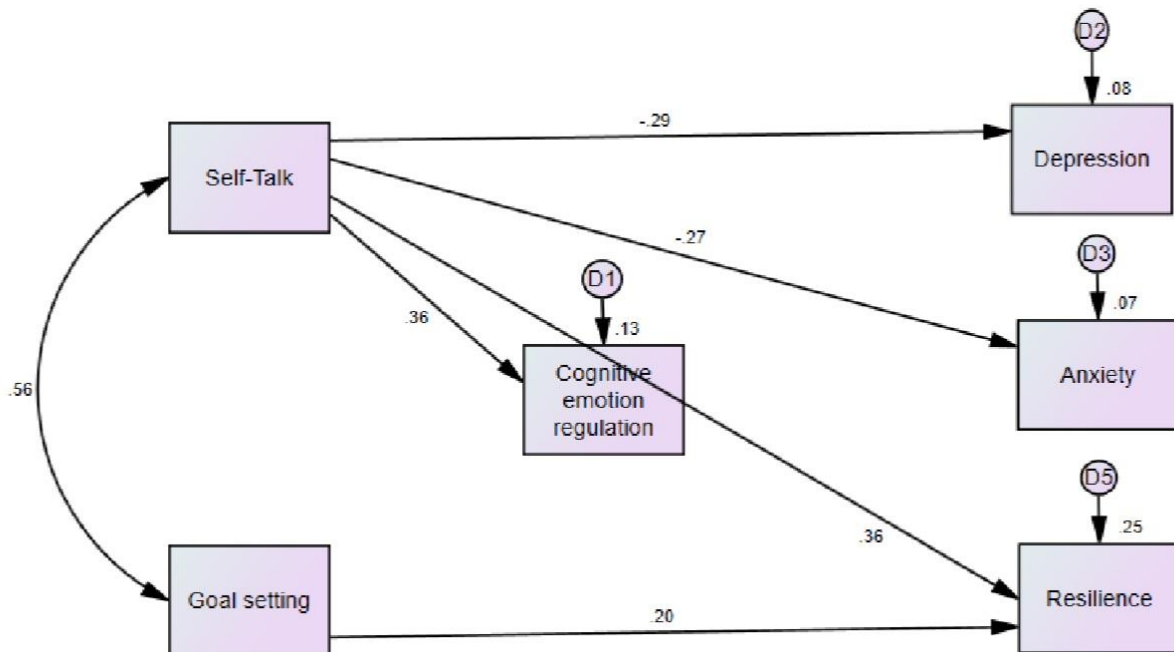 D2
.08
-.29
Self-Talk
Depression
-.27
D3
D1
.07
.36
.13
Cognitive
emotion
regulation
Anxiety
.56
D5
.25
.36
Goal setting
Resilience
.20